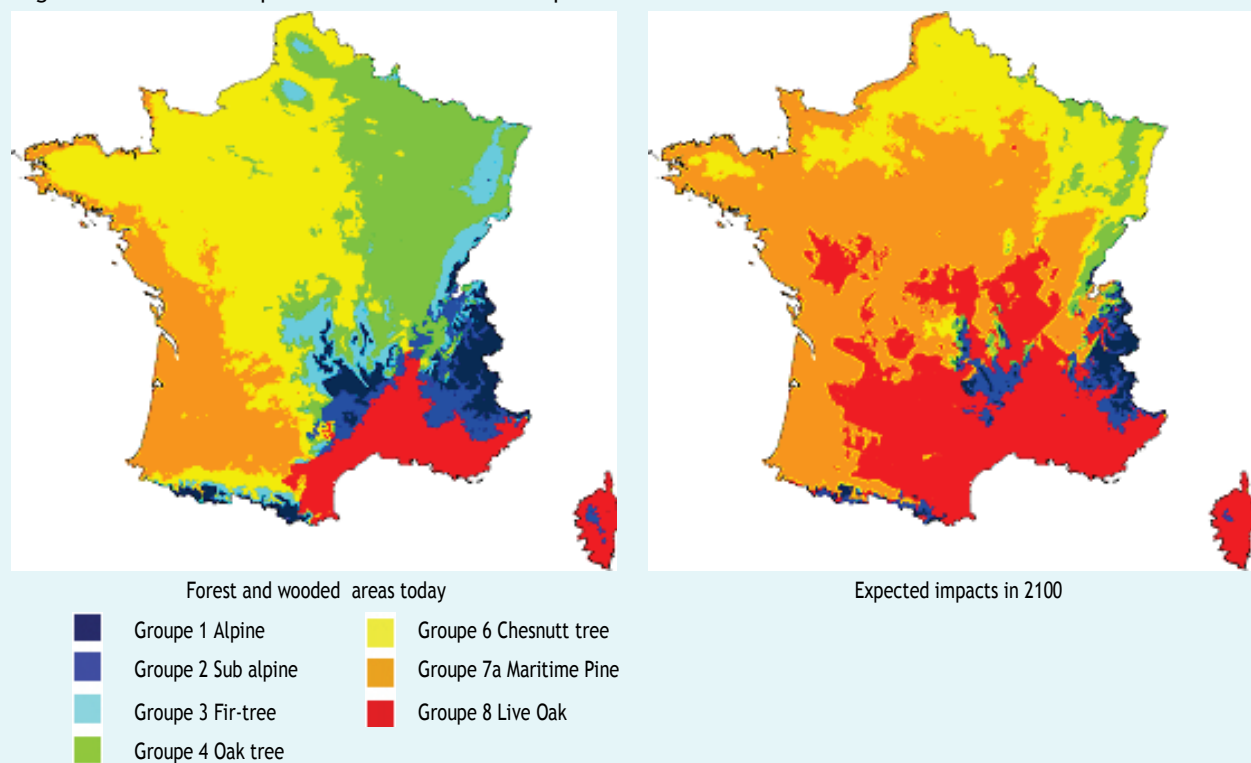 Forest and wooded areas today
Expected impacts in 2100
Groupe 1 Alpine
Groupe 2 Sub alpine
Groupe 3 Fir-tree
Groupe 4 Oak tree
Groupe 6 Chesnutt tree
Groupe 7a Maritime Pine
Groupe 8 Live Oak